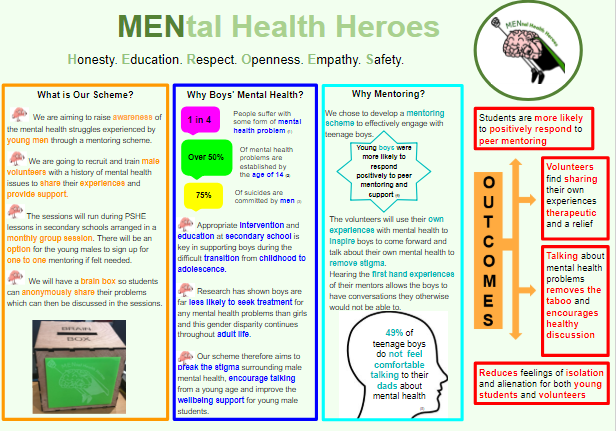 MENtal Health Heroes
Honesty. Education. Respect. Openness. Empathy. Safety.
MENtal Health Heroes
What is Our Scheme?
We are aiming to raise awareness of
the mental health struggles experienced by
young men through a mentoring scheme.
We are going to recruit and train male
volunteers with a history of mental health
issues to share their experiences and
provide support.
The sessions will run during PSHE
lessons in secondary schools arranged in a
monthly group session. There will be an
option for the young males to sign up for
one to one mentoring if felt needed.
We will have a brain box so students
can anonymously share their problems
which can then be discussed in the sessions.
BRAIN
BOX
Why Boys' Mental Health?
1 in 4
People suffer with
some form of mental
health problem
Over 50%
Of mental health
problems are
established by
the age of 14
75%
Of suicides are
committed by men
Appropriate intervention and
education at secondary school is
key in supporting boys during the
difficult transition from childhood to
adolescence.
Research has shown boys are
far less likely to seek treatment for
any mental health problems than girls
and this gender disparity continues
throughout adult life.
Our scheme therefore aims to
break the stigma surrounding male
mental health, encourage talking
from a young age and improve the
wellbeing support for young male
students.
Why Mentoring?
We chose to develop a mentoring
scheme to effectively engage with
teenage boys.
Young boys were
more likely to
respond
positively to peer
mentoring and
support
The volunteers will use their own
experiences with mental health to
inspire boys to come forward and
talk about their own mental health to
remove stigma.
Hearing the first hand experiences
of their mentors allows the boys to
have conversations they otherwise
would not be able to.
49% of
teenage boys
do not feel
comfortable
talking to their
dads about
mental health
OUTCOMES
Students are more likely
to positively respond to
peer mentoring
Volunteers
find sharing
their own
experiences
therapeutic
and a relief
Talking about
mental health
problems
removes the
taboo and
encourages
healthy
discussion
Reduces feelings of isolation
and alienation for both young
students and volunteers